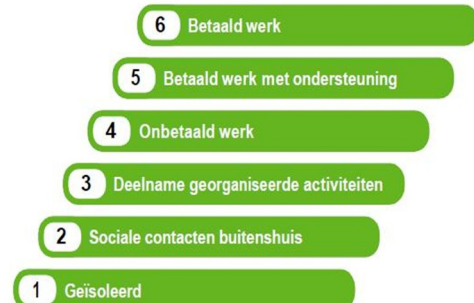 6 Betaald werk
5 Betaald werk met ondersteuning
4 Onbetaald werk
3 Deelname georganiseerde activiteiten
2 Sociale contacten buitenshuis
1 Geïsoleerd